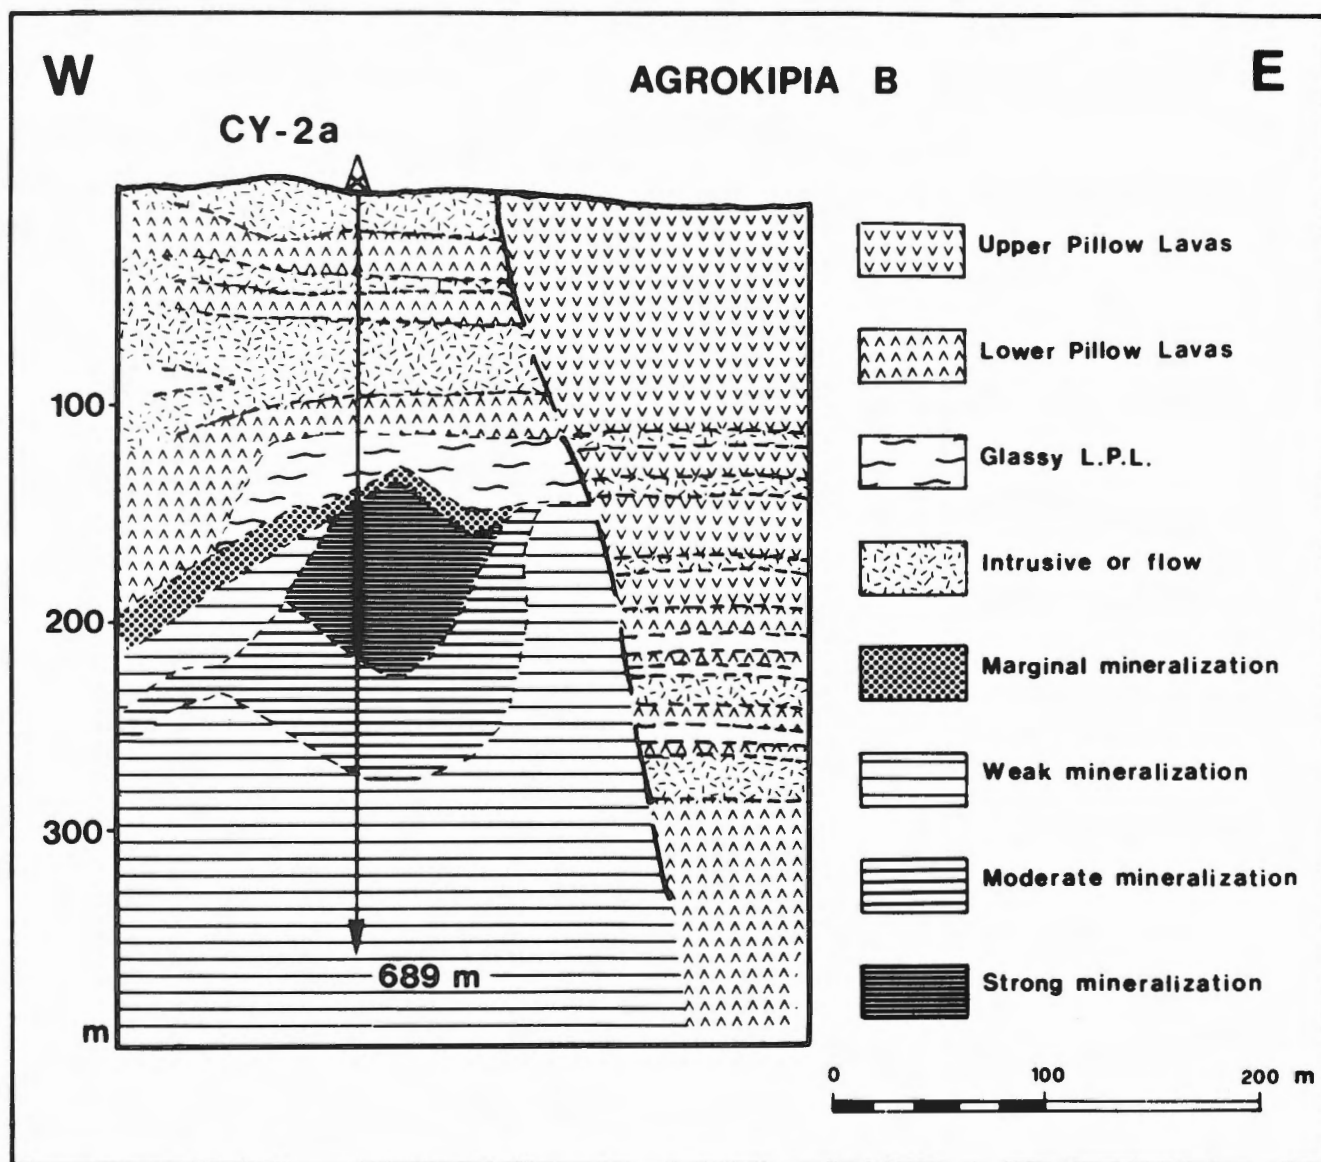 W
AGROKIPIA B
E
CY-2a
100
200
300
m
689 m
Upper Pillow Lavas
Lower Pillow Lavas
Glassy L.P.L.
Intrusive or flow
Marginal mineralization
Weak mineralization
Moderate mineralization
Strong mineralization
0 100 200 m